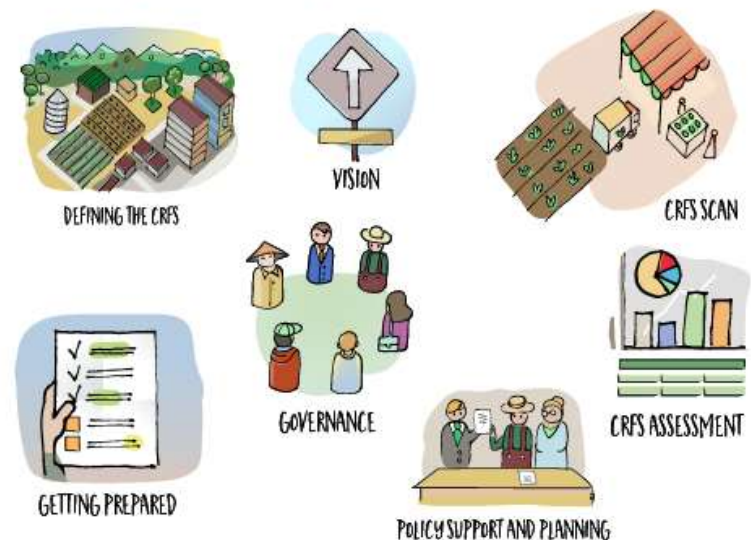 DEFINING THE CRFS
VISION
CRFS SCAN
GOVERNANCE
CRFS ASSESSMENT
GETTING PREPARED
POLICY SUPPORT AND PLANNING